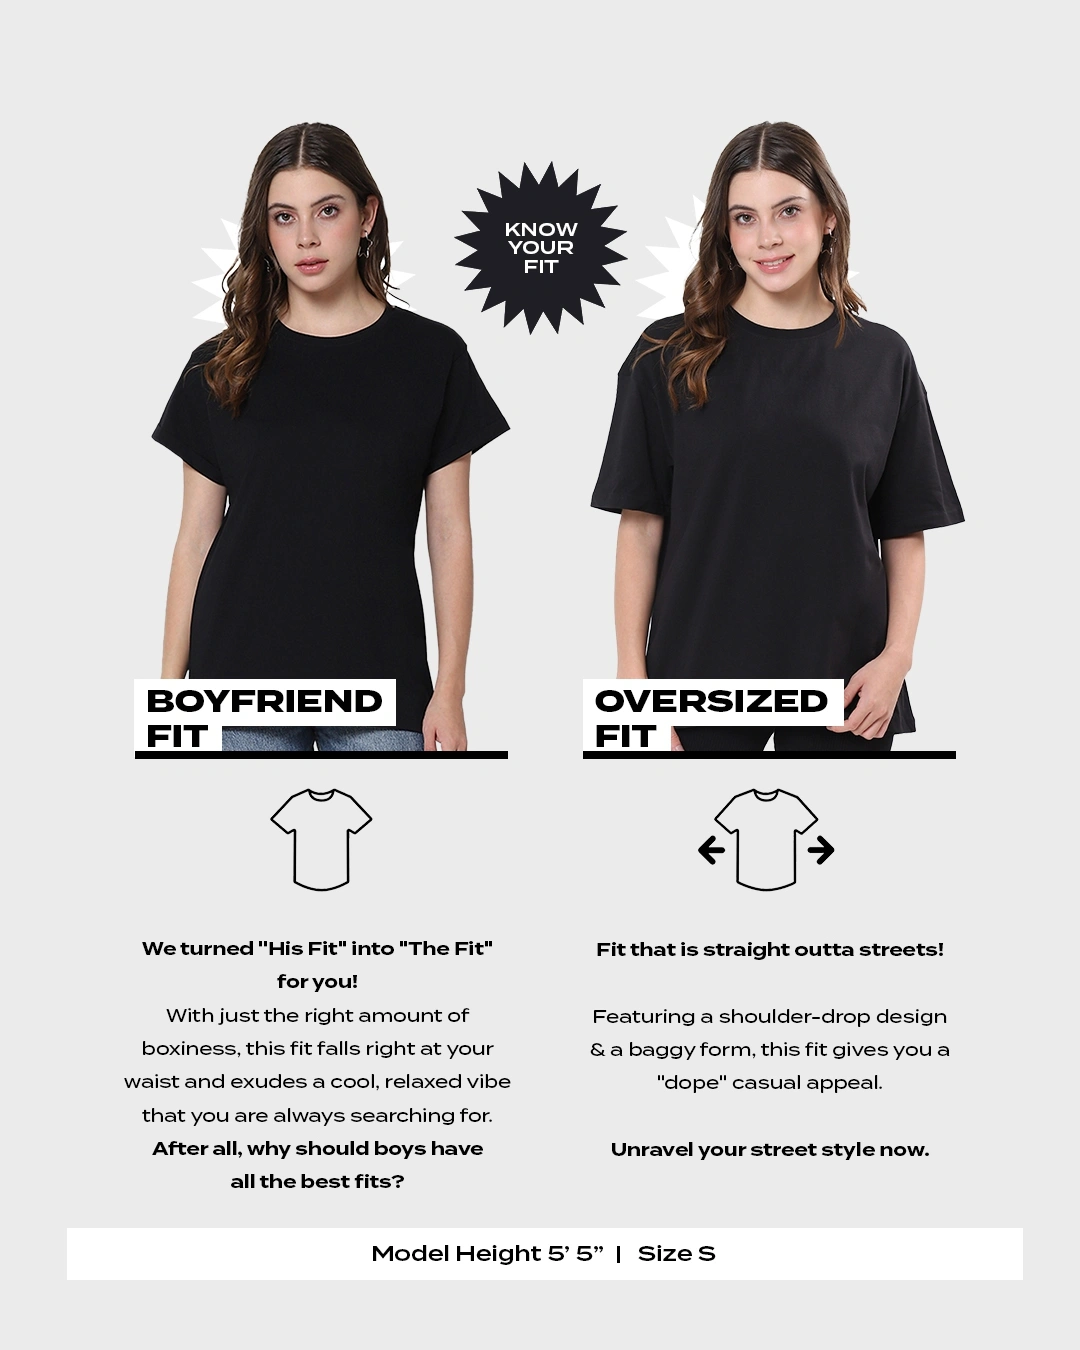 KNOW
YOUR
FIT
BOYFRIEND
FIT
We turned "His Fit" into "The Fit"
for you!
With just the right amount of
boxiness, this fit falls right at your
waist and exudes a cool, relaxed vibe
that you are always searching for.
After all, why should boys have
all the best fits?
OVERSIZED
FIT
Fit that is straight outta streets!
Featuring a shoulder-drop design
& a baggy form, this fit gives you a
"dope" casual appeal.
Unravel your street style now.
Model Height 5’ 5” | Size S